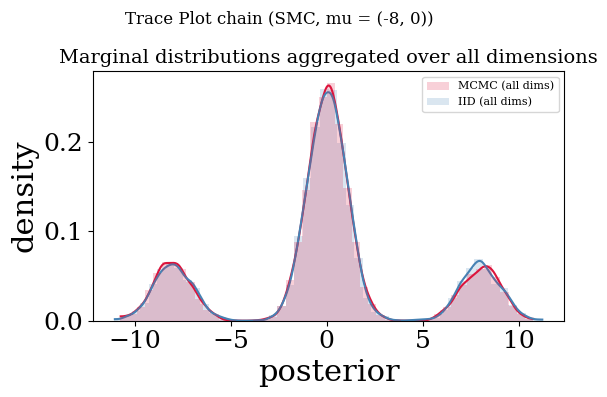 Trace Plot chain (SMC, mu = (-8, 0))
Marginal distributions aggregated over all dimensions
MCMC (all dims)
IID (all dims)
density
0.2
0.1
0.0
−10 −5 0 5 10
posterior